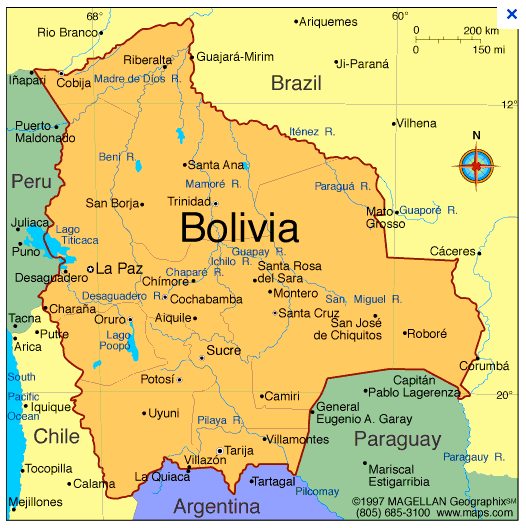 68°
60°
Ariquemes
Rio Branco
0 200 km
0 150 mi
Guajará-Mirim
Riberalta
Ji-Paraná
Iñapari
Cobija
Madre de Dios R.
Brazil
12°
Puerto
Maldonado
Iténez R.
Vilhena
N
Beni R.
Santa Ana
Peru
Mamoré R.
Paraguá R.
San Borja
Trinidad
Mato
Grosso
Guaporé R.
Juliaca
Lago
Titicaca
Bolivia
Puno
Cáceres
Guapay R.
Ichilo R.
La Paz
Chaparé R.
Santa Rosa
del Sara
Desaguadero
Chímore
Desaguadero R.
Cochabamba
Montero
San Miguel R.
Charaña
Santa Cruz
Tacna
Oruro
Aiquile
San José
de Chiquitos
Roboré
Putre
Arica
Lago
Poopó
Sucre
Corumbá
South
Pacific
Ocean
Potosí
Capitán
Pablo Lagerenza
20°
Iquique
Camiri
Uyuni
General
Eugenio A. Garay
Pilaya R.
Chile
Villamontes
Paraguay
Tarija
Paraguay R.
Villazón
Tocopilla
La Quiaca
Mariscal
Estigarribia
Calama
Tartagal
Pilcomay
Mejillones
Argentina
©1997 MAGELLAN Geographix℠
(805) 685-3100 www.maps.com